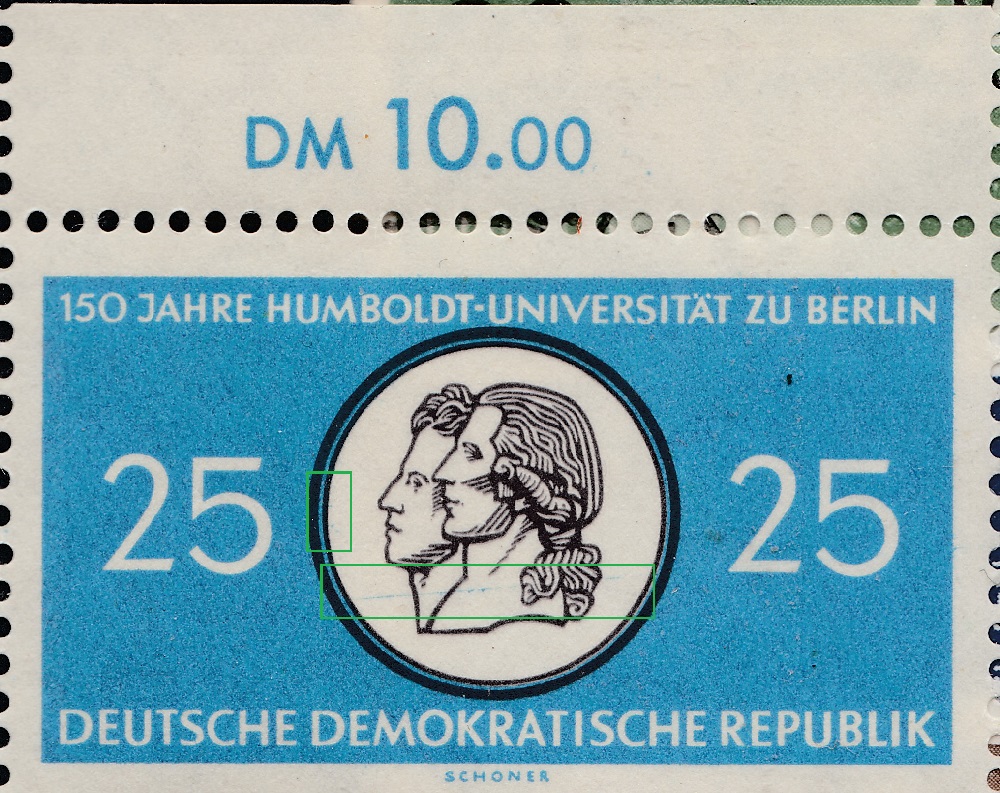 DM 10.00
150 JAHRE HUMBOLDT-UNIVERSITÄT ZU BERLIN
25 25
DEUTSCHE DEMOKRATISCHE REPUBLIK
SCHONER